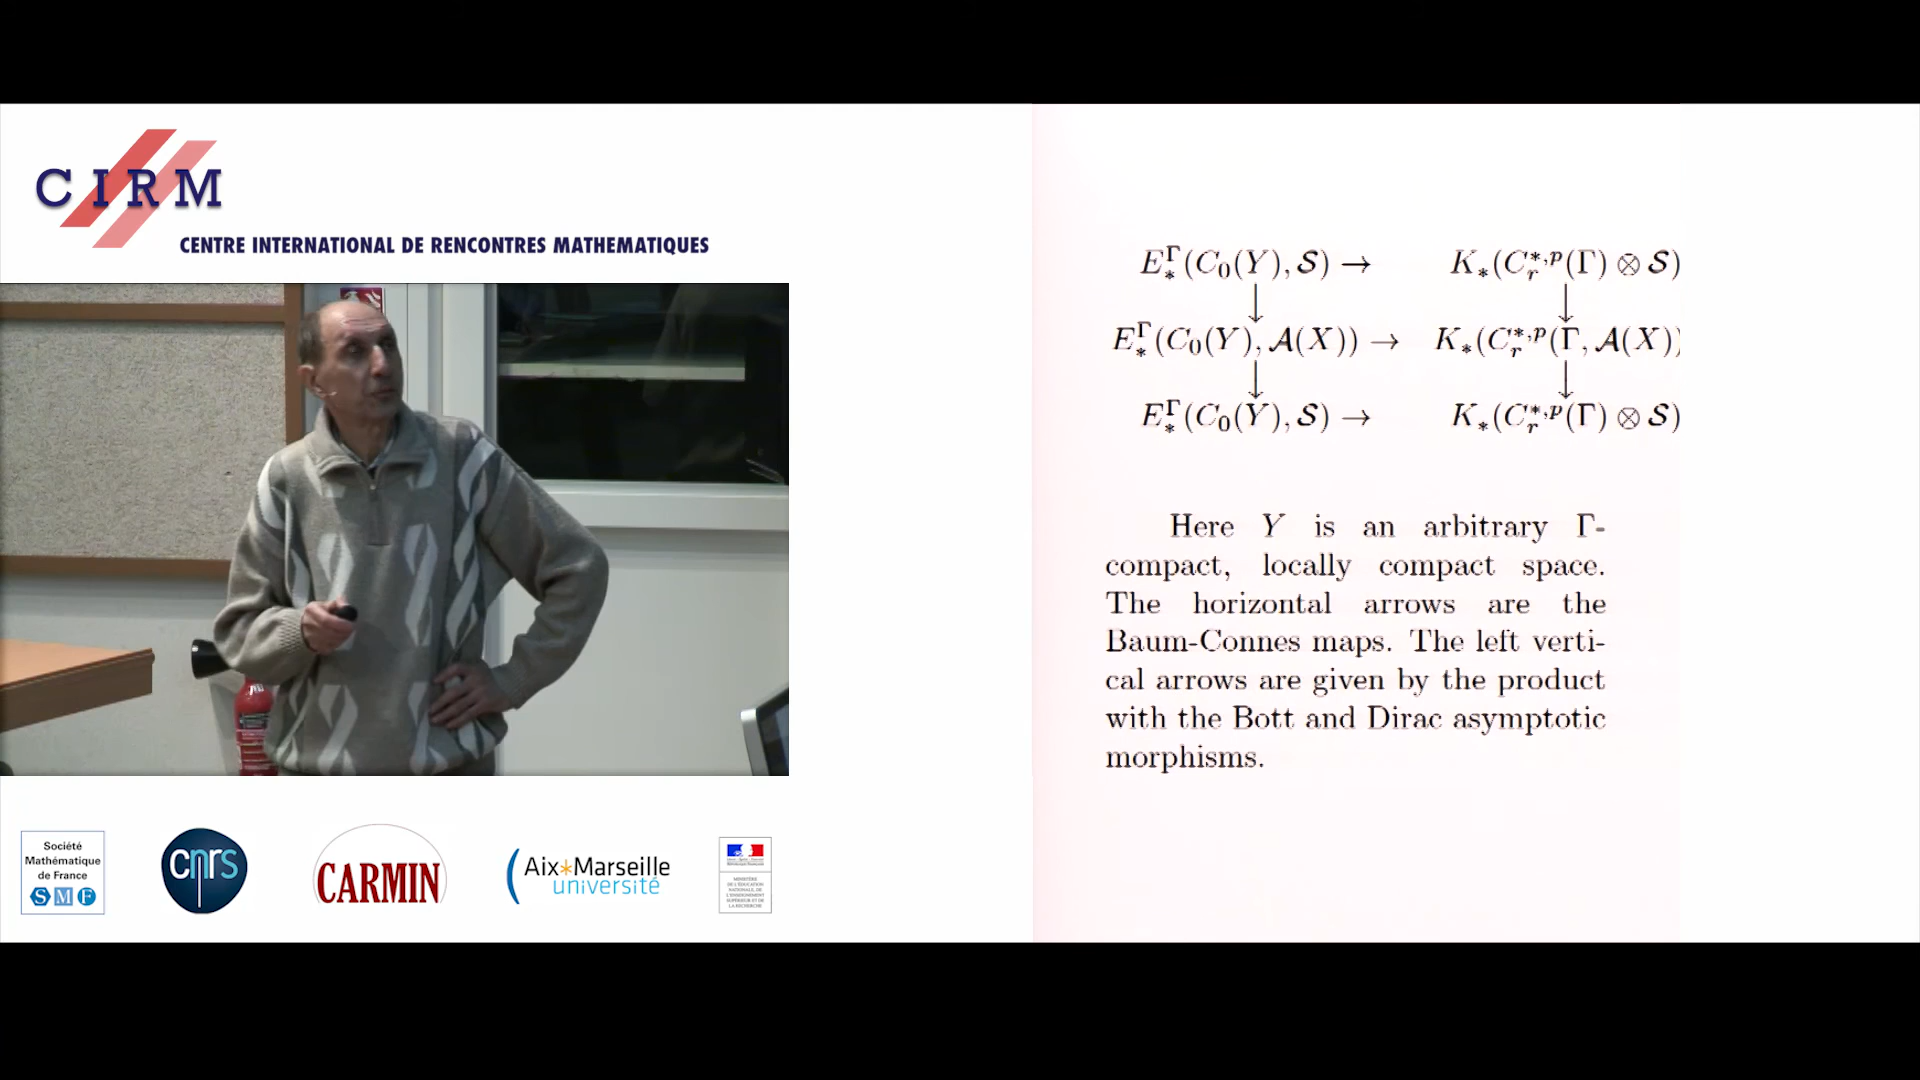 CIRM
CENTRE INTERNATIONAL DE RENCONTRES MATHEMATIQUES
E^Γ_*(C_0(Y), 𝒮) → K_*(C_r^{*,p}(Γ) ⊗ 𝒮)
↓ ↓
E^Γ_*(C_0(Y), 𝒜(X)) → K_*(C_r^{*,p}(Γ, 𝒜(X))
↓ ↓
E^Γ_*(C_0(Y), 𝒮) → K_*(C_r^{*,p}(Γ) ⊗ 𝒮)
Here Y is an arbitrary Γ-
compact, locally compact space.
The horizontal arrows are the
Baum-Connes maps. The left verti-
cal arrows are given by the product
with the Bott and Dirac asymptotic
morphisms.
Société
Mathématique
de France
SMF
cnrs
CARMIN
Aix*Marseille
université